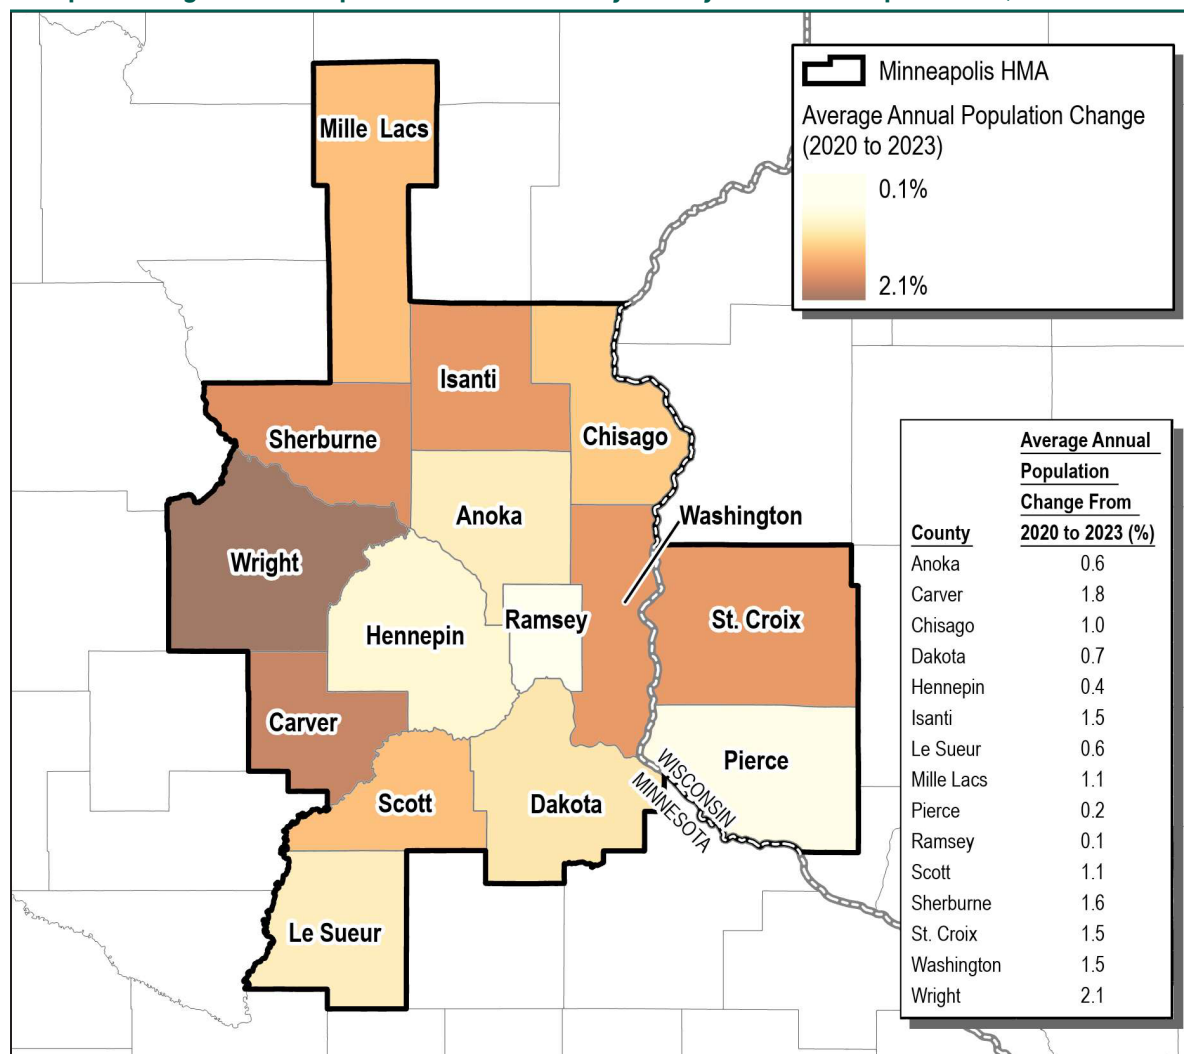 Minneapolis HMA
Average Annual Population Change
(2020 to 2023)
0.1%
2.1%
Mille Lacs
Isanti
Sherburne
Chisago
Anoka
Washington
Wright
Ramsey
St. Croix
Hennepin
Carver
Pierce
WISCONSIN
MINNESOTA
Scott
Dakota
Le Sueur
Average Annual
Population
Change From
County 2020 to 2023 (%)
Anoka 0.6
Carver 1.8
Chisago 1.0
Dakota 0.7
Hennepin 0.4
Isanti 1.5
Le Sueur 0.6
Mille Lacs 1.1
Pierce 0.2
Ramsey 0.1
Scott 1.1
Sherburne 1.6
St. Croix 1.5
Washington 1.5
Wright 2.1